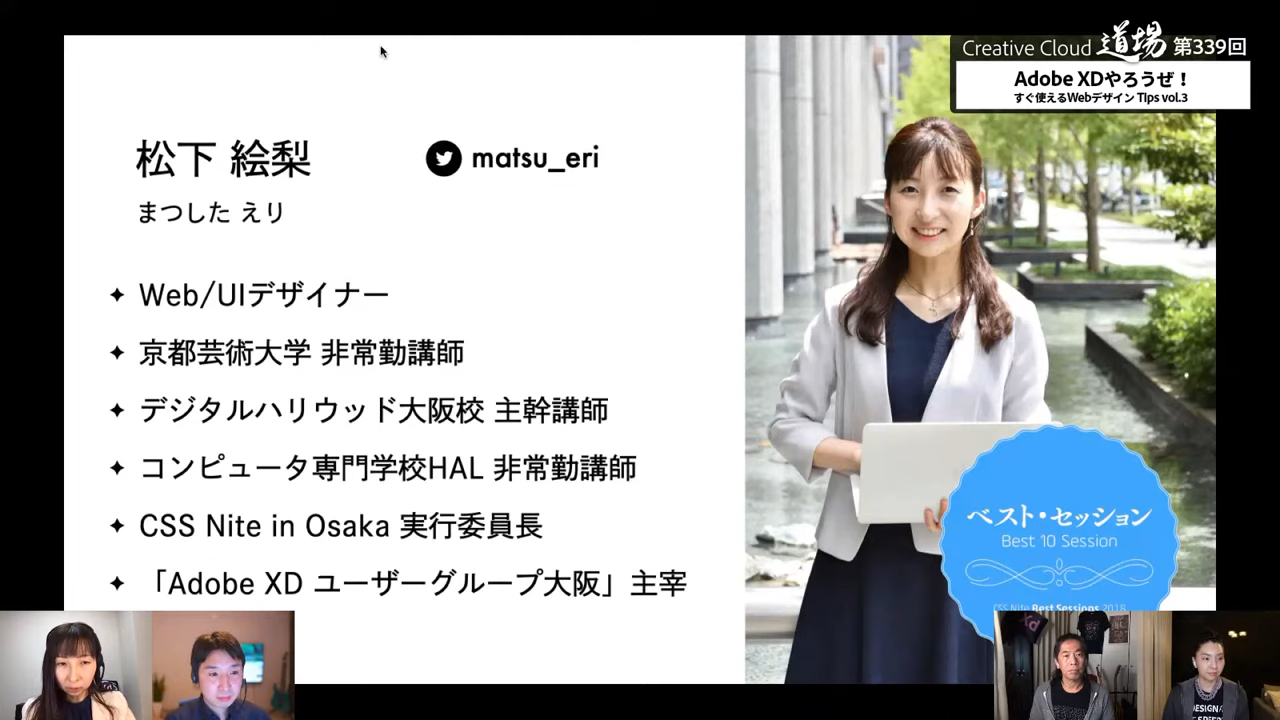 Creative Cloud 道場 第339回
Adobe XDやろうぜ！
すぐ使えるWebデザイン TIps vol.3
松下 絵梨
matsu_eri
まつした えり
✦ Web/UIデザイナー
✦ 京都芸術大学 非常勤講師
✦ デジタルハリウッド大阪校 主幹講師
✦ コンピュータ専門学校HAL 非常勤講師
✦ CSS Nite in Osaka 実行委員長
✦ 「Adobe XD ユーザーグループ大阪」主宰
ベスト・セッション
Best 10 Session
CSS Nite Best Sessions 2018
Xd